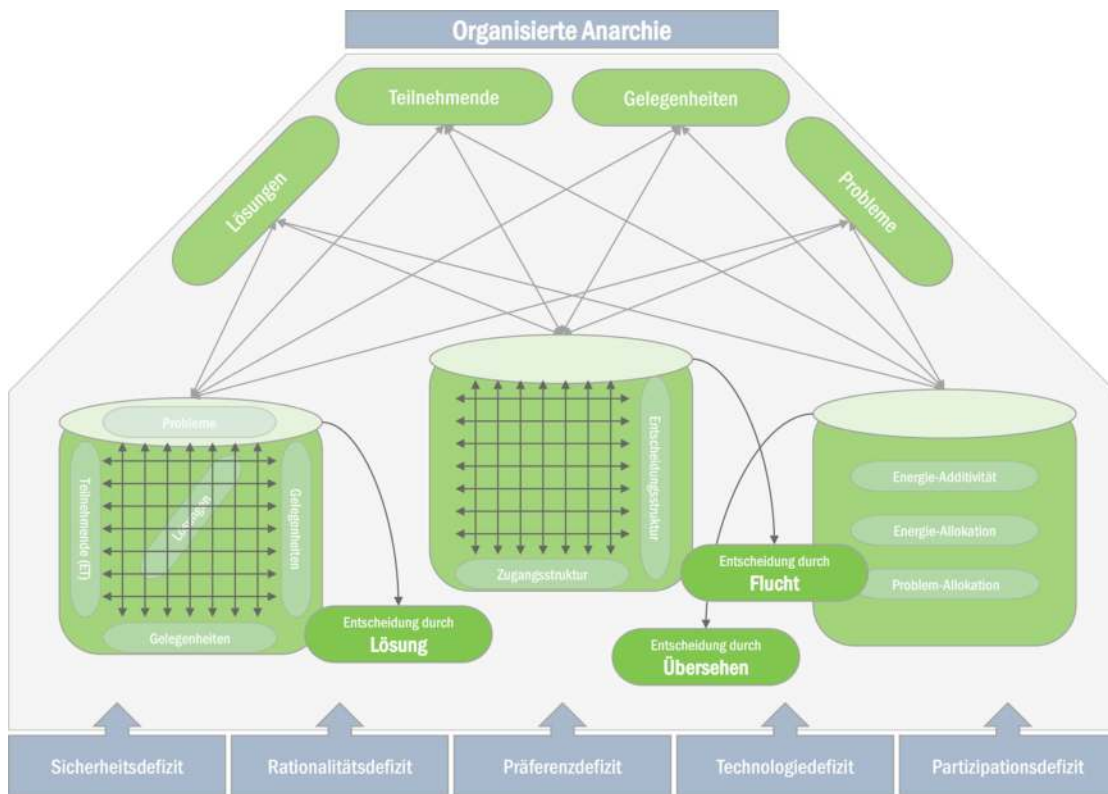 Organisierte Anarchie
Teilnehmende
Gelegenheiten
Lösungen
Probleme
Probleme
Teilnehmende (ET)
Lösungen
Gelegenheiten
Gelegenheiten
Entscheidungsstruktur
Zugangsstruktur
Energie-Additivität
Energie-Allokation
Problem-Allokation
Entscheidung durch
Lösung
Entscheidung durch
Flucht
Entscheidung durch
Übersehen
Sicherheitsdefizit
Rationalitätsdefizit
Präferenzdefizit
Technologiedefizit
Partizipationsdefizit